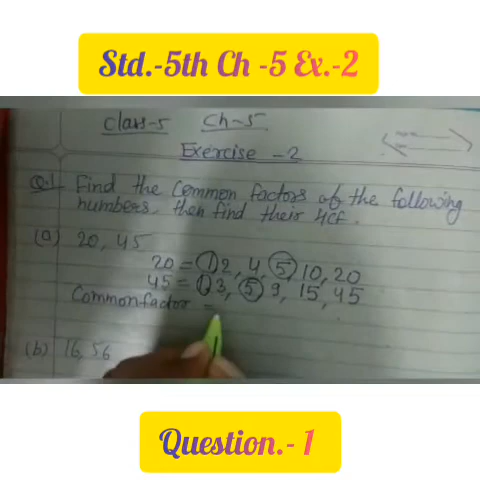 Std.-5th Ch -5 Ex.-2
Class-5 Ch-5
Exercise -2
Q.1 Find the Common factors of the following
numbers, then find their HCF.
(a) 20, 45
20 = 1 2, 4, 5, 10, 20
45 = 1 3, 5 9, 15, 45
Common factor =
(b) 16, 56
Question.- 1